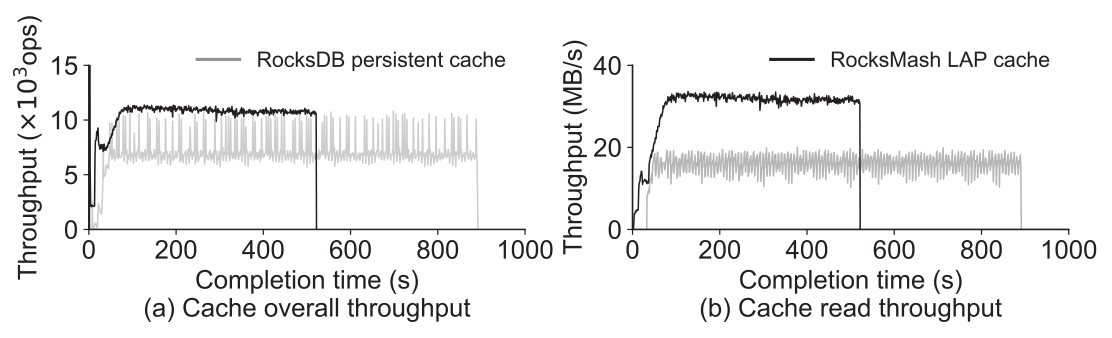 Throughput (×10³ops)
15
10
5
0
RocksDB persistent cache
0 200 400 600 800 1000
Completion time (s)
(a) Cache overall throughput
Throughput (MB/s)
40
20
0
RocksMash LAP cache
0 200 400 600 800 1000
Completion time (s)
(b) Cache read throughput